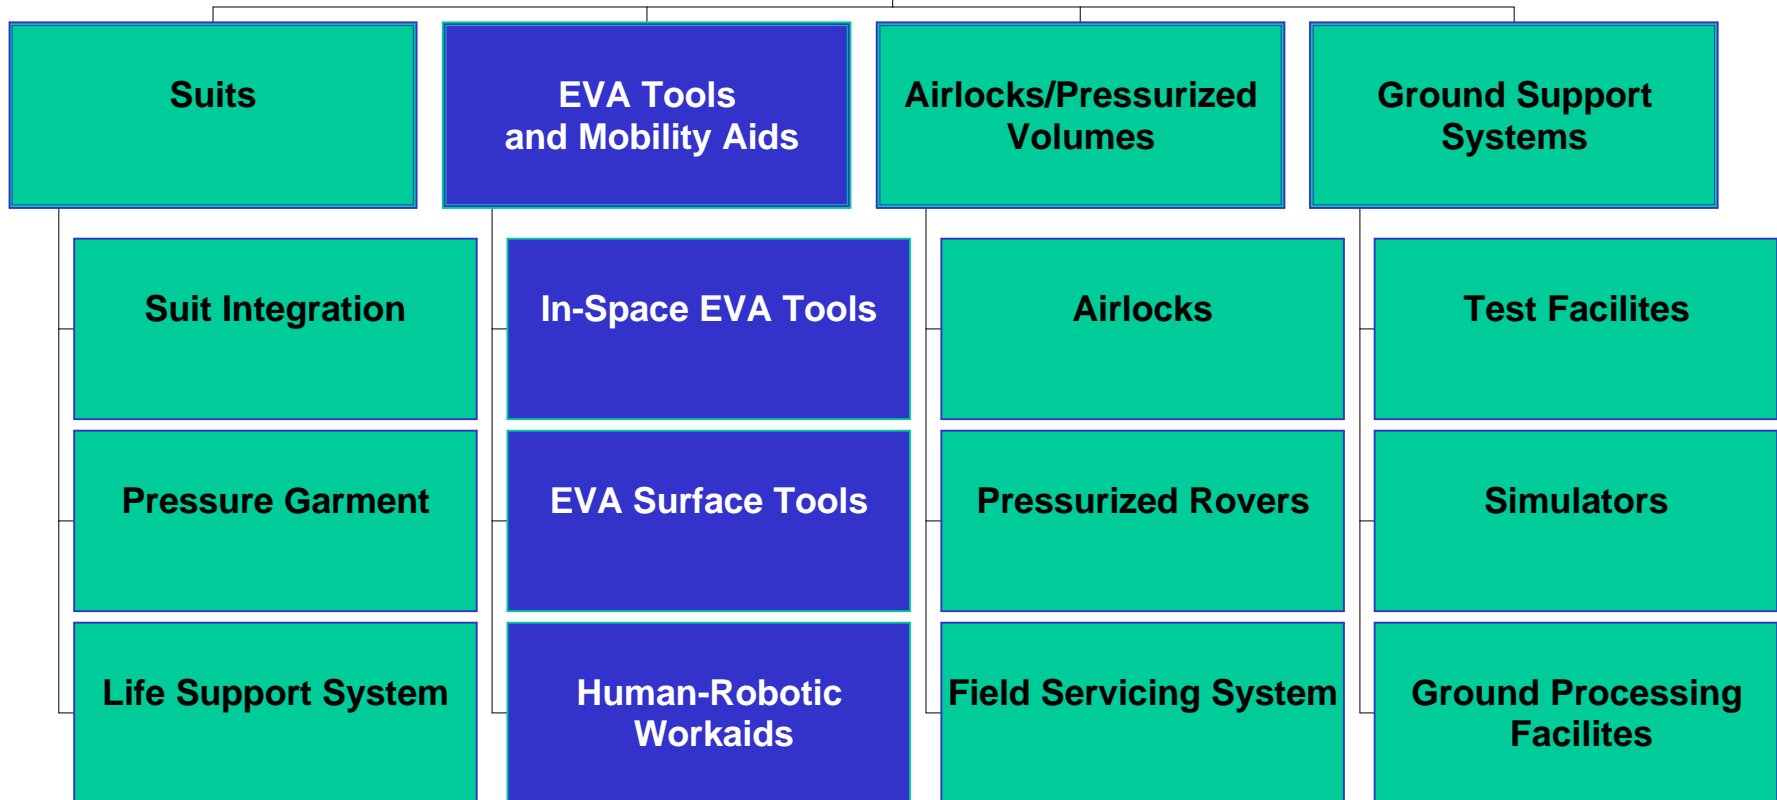 Suits
EVA Tools
and Mobility Aids
Airlocks/Pressurized
Volumes
Ground Support
Systems
Suit Integration
In-Space EVA Tools
Airlocks
Test Facilites
Pressure Garment
EVA Surface Tools
Pressurized Rovers
Simulators
Life Support System
Human-Robotic
Workaids
Field Servicing System
Ground Processing
Facilites